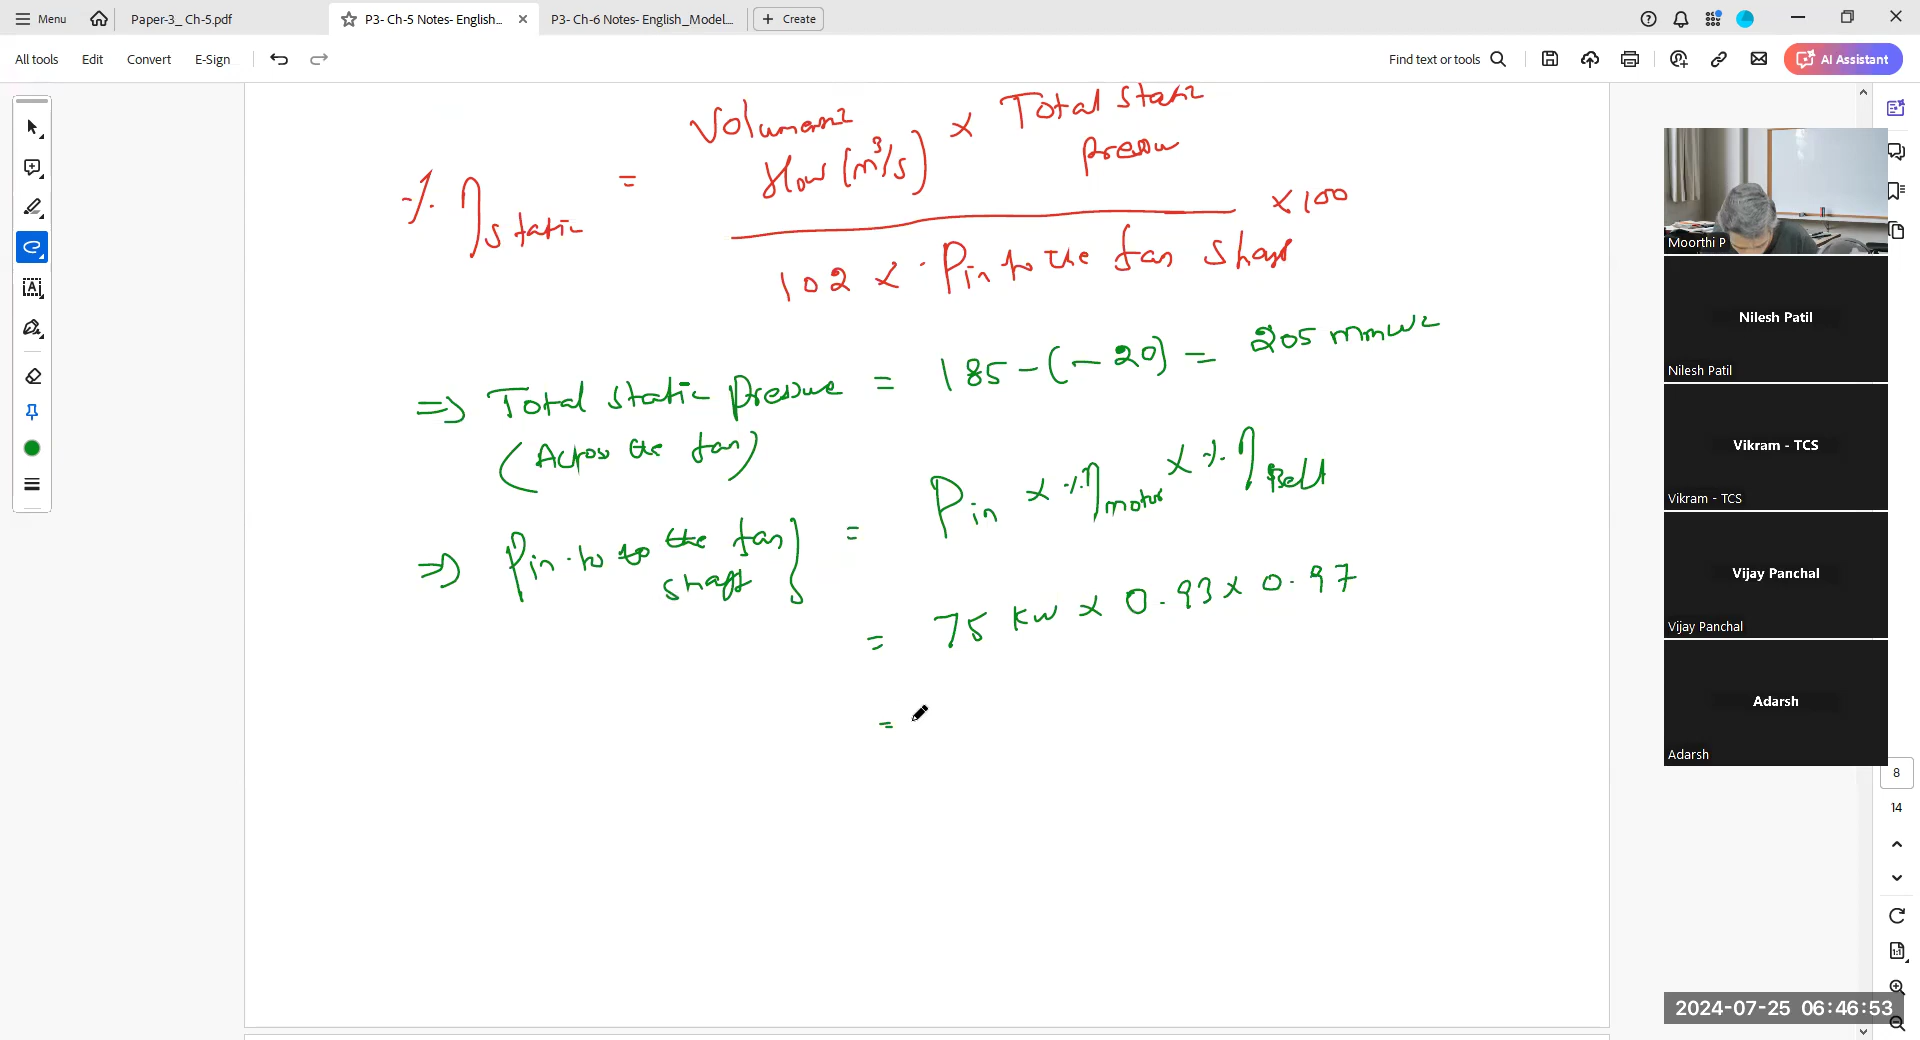 Menu
Paper-3_ Ch-5.pdf
P3- Ch-5 Notes- English...
P3- Ch-6 Notes- English_Model...
+ Create
All tools
Edit
Convert
E-Sign
Find text or tools
AI Assistant
Volumetric
flow (m³/s) × Total static
pressure
% η static = × 100
102 × Pin to the fan shaft
=> Total static pressure = 185 - (-20) = 205 mmwc
(Across the fan)
=> Pin to to the fan
shaft } = Pin × % η motor × % η Belt
= 75 kw × 0.93 × 0.97
=
Moorthi P
Nilesh Patil
Nilesh Patil
Vikram - TCS
Vikram - TCS
Vijay Panchal
Vijay Panchal
Adarsh
Adarsh
8
14
2024-07-25 06:46:53